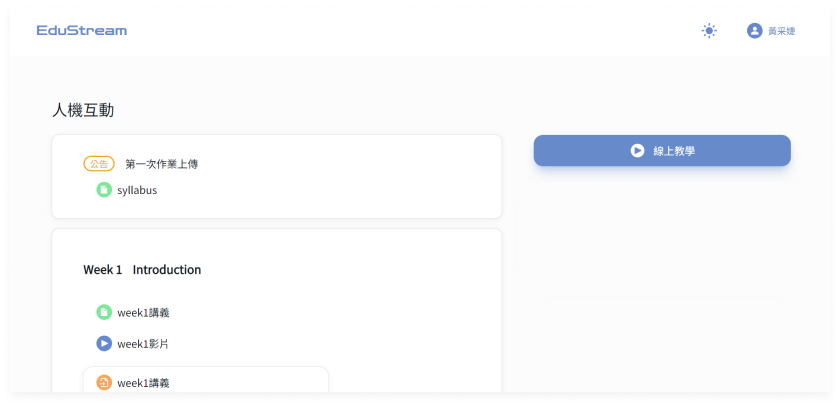 EduStream
黃采婕
人機互動
公告 第一次作業上傳
syllabus
線上教學
Week 1 Introduction
week1講義
week1影片
week1講義